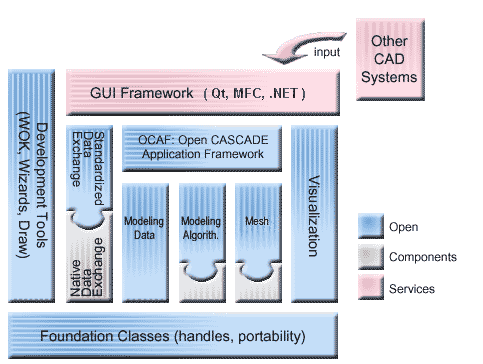 input
Other
CAD
Systems
GUI Framework ( Qt, MFC, .NET )
Development Tools
(WOK, Wizards, Draw)
Standardized
Data
Exchange
Native
Data
Exchange
OCAF: Open CASCADE
Application Framework
Modeling
Data
Modeling
Algorithm.
Mesh
Visualization
Open
Components
Services
Foundation Classes (handles, portability)